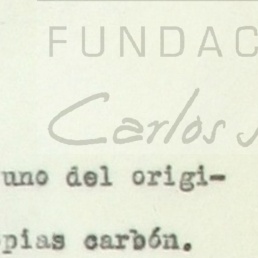 FUNDAC
Carlos
uno del origi-
pias carbón.